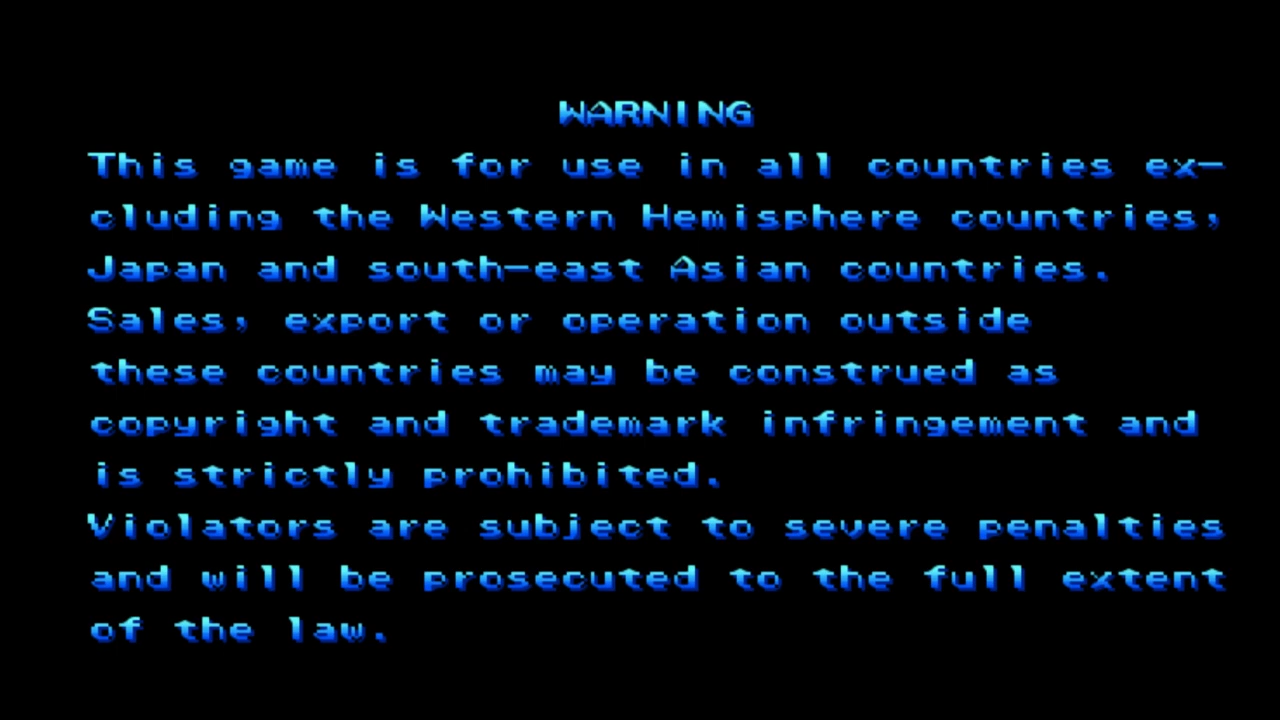 WARNING
This game is for use in all countries ex-
cluding the Western Hemisphere countries,
Japan and south-east Asian countries.
Sales, export or operation outside
these countries may be construed as
copyright and trademark infringement and
is strictly prohibited.
Violators are subject to severe penalties
and will be prosecuted to the full extent
of the law.